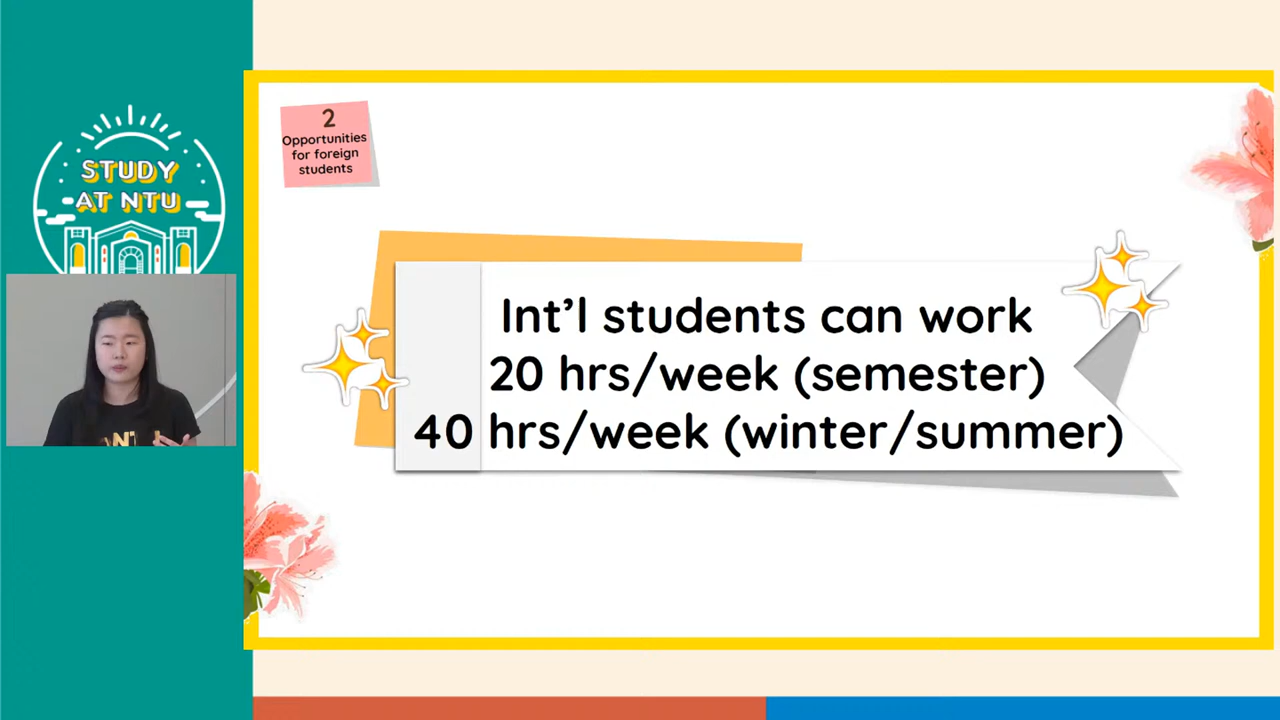 STUDY
AT NTU
2
Opportunities
for foreign
students
Int’l students can work
20 hrs/week (semester)
40 hrs/week (winter/summer)